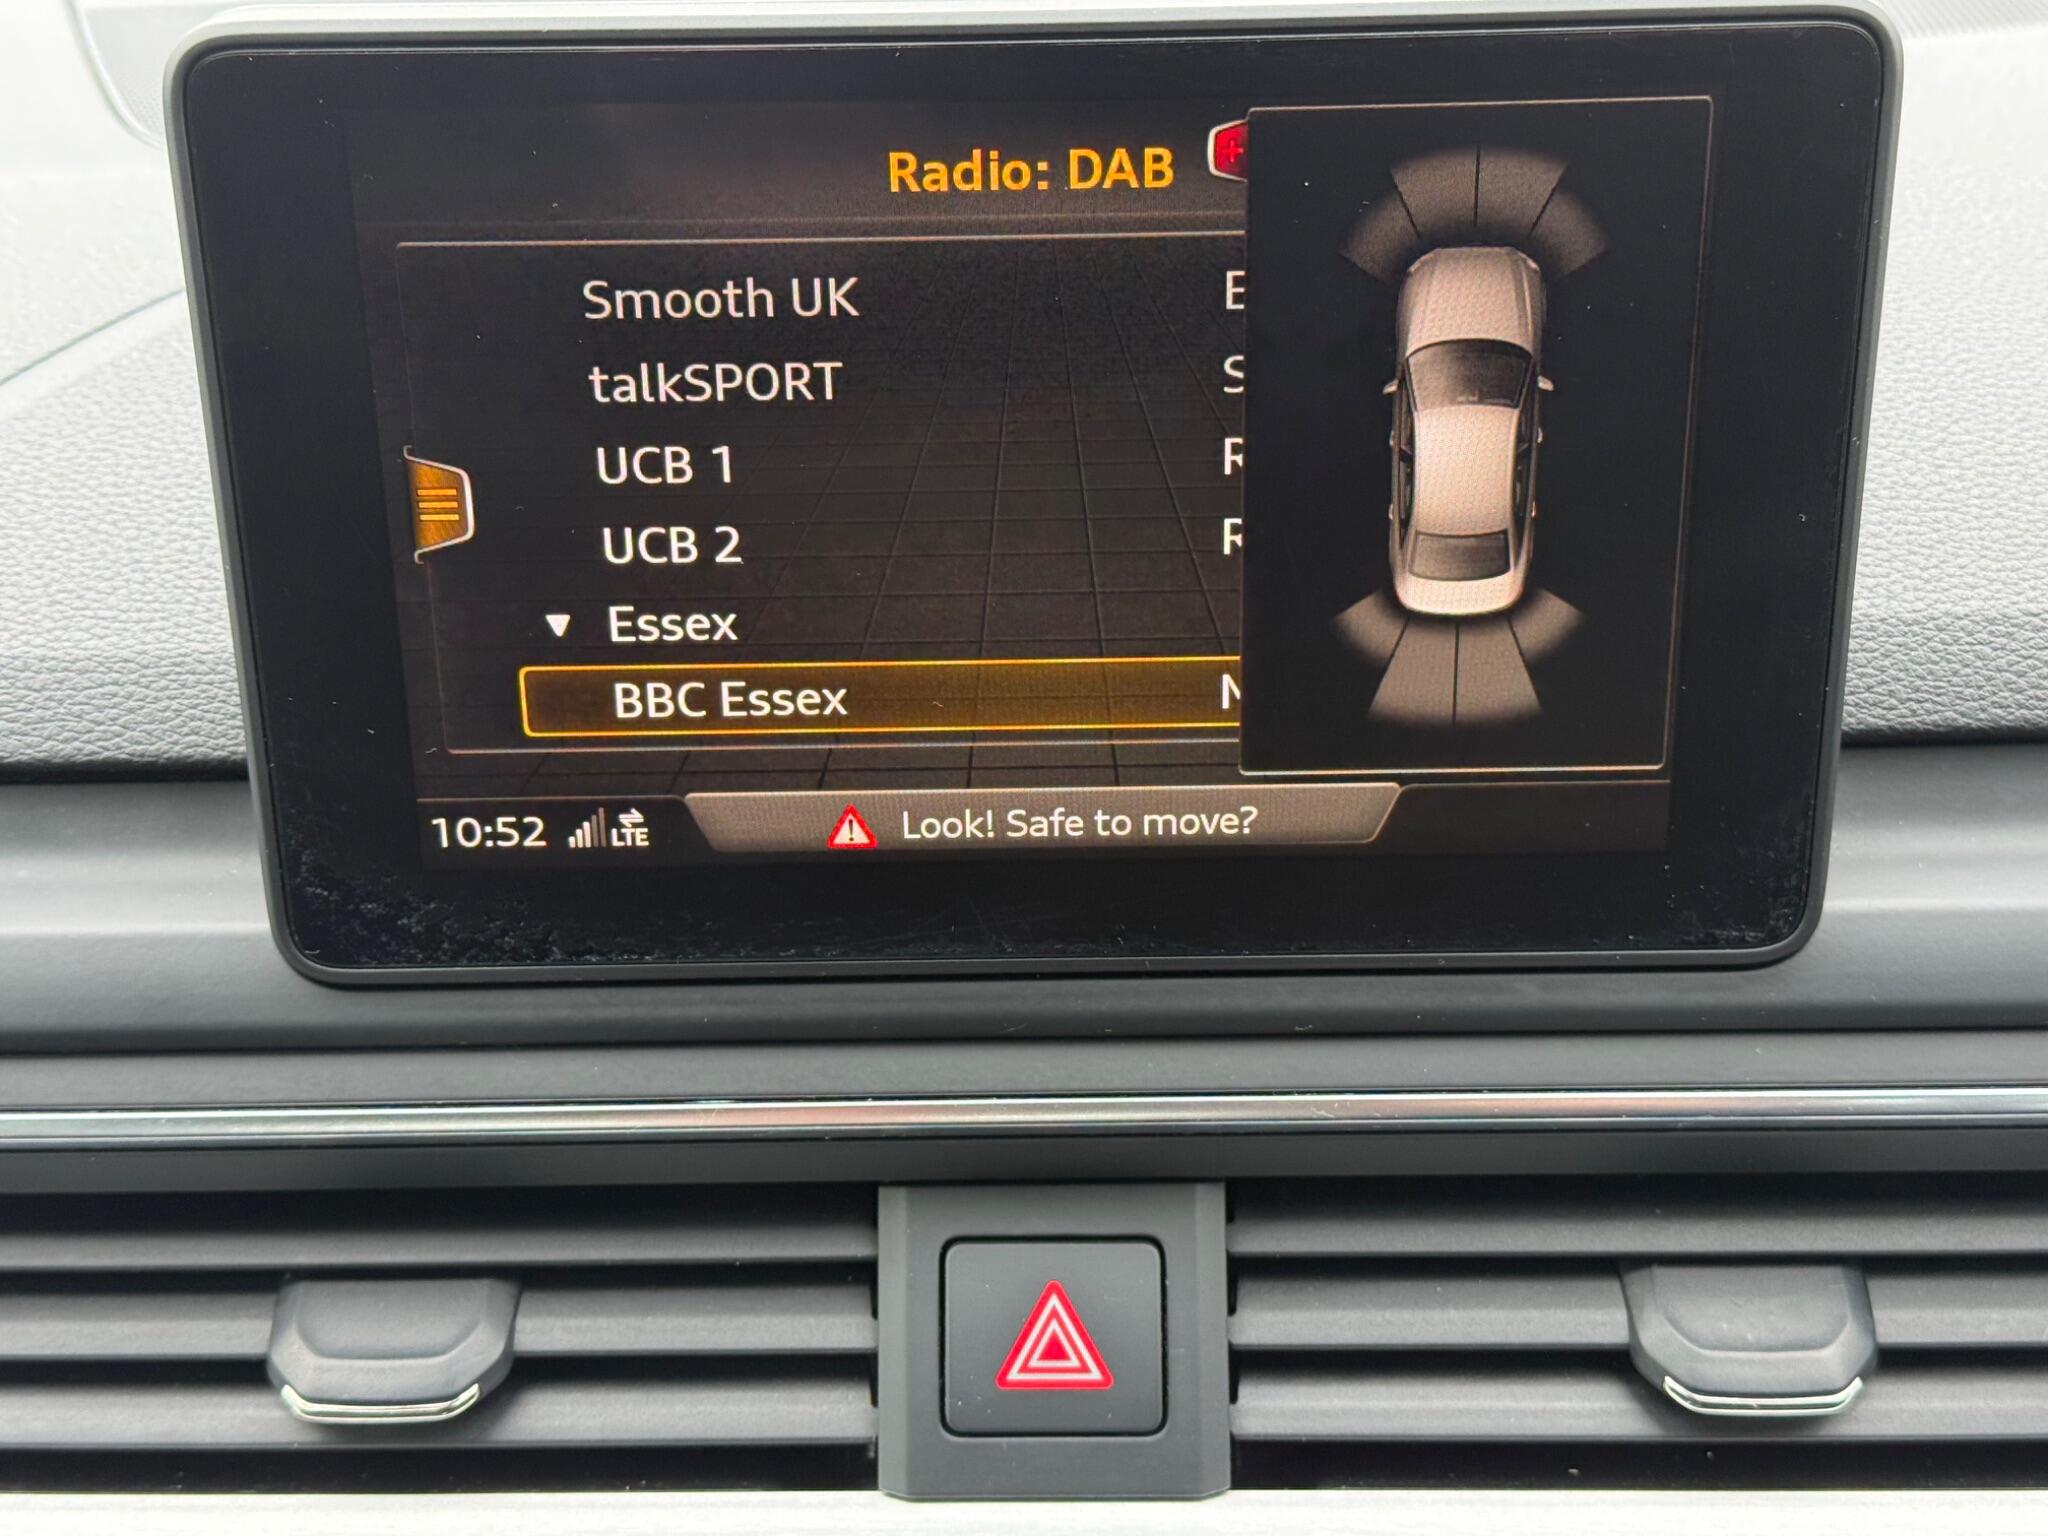 Radio: DAB
Smooth UK
talkSPORT
UCB 1
UCB 2
Essex
BBC Essex
10:52 LTE Look! Safe to move?